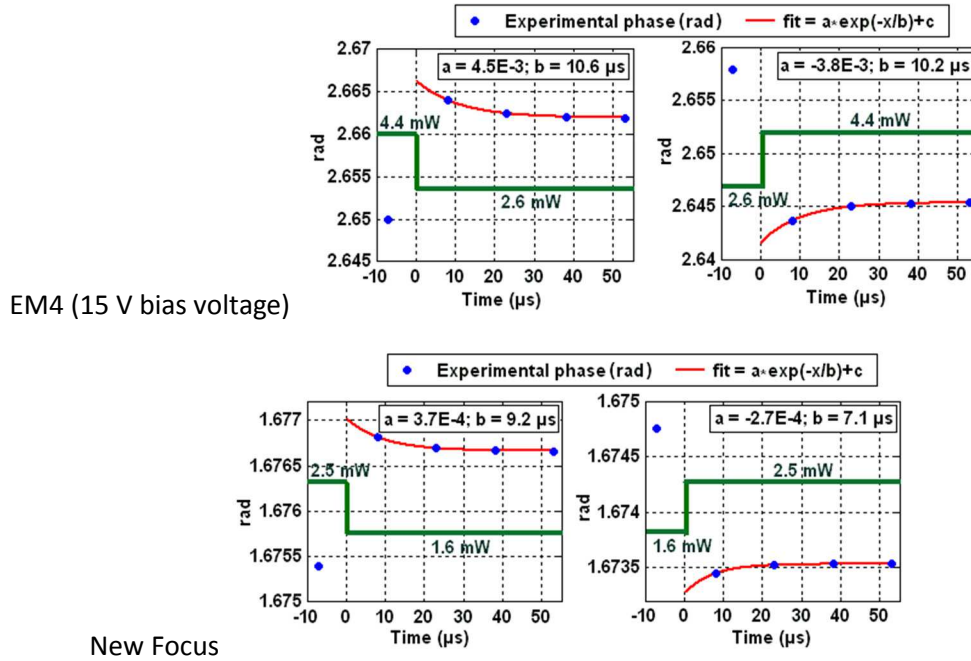 Experimental phase (rad) fit = a*exp(-x/b)+c
2.67
2.665
2.66
2.655
2.65
2.645
rad
a = 4.5E-3; b = 10.6 µs
4.4 mW
2.6 mW
-10 0 10 20 30 40 50
Time (µs)
2.66
2.655
2.65
2.645
2.64
rad
a = -3.8E-3; b = 10.2 µs
4.4 mW
2.6 mW
-10 0 10 20 30 40 50
Time (µs)
EM4 (15 V bias voltage)
Experimental phase (rad) fit = a*exp(-x/b)+c
1.677
1.6765
1.676
1.6755
1.675
rad
a = 3.7E-4; b = 9.2 µs
2.5 mW
1.6 mW
-10 0 10 20 30 40 50
Time (µs)
1.675
1.6745
1.674
1.6735
rad
a = -2.7E-4; b = 7.1 µs
2.5 mW
1.6 mW
-10 0 10 20 30 40 50
Time (µs)
New Focus